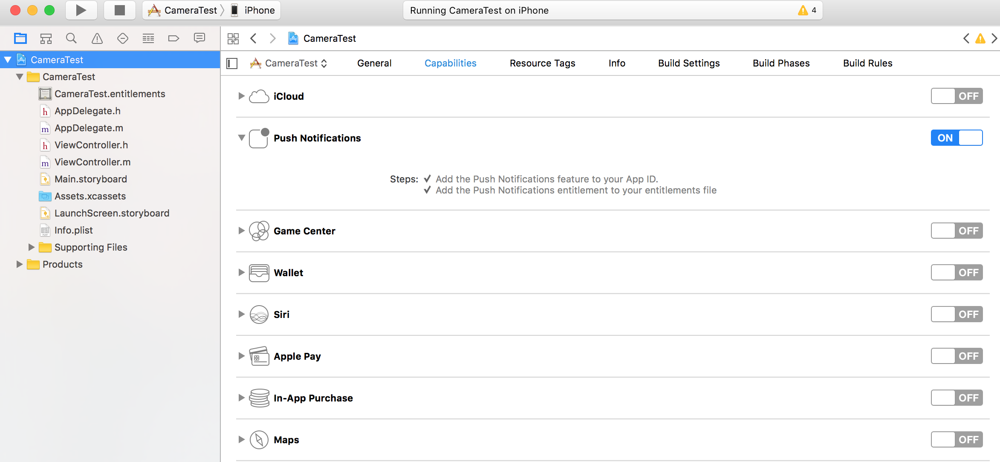 CameraTest iPhone
Running CameraTest on iPhone
4
CameraTest
CameraTest
CameraTest
CameraTest.entitlements
h AppDelegate.h
m AppDelegate.m
h ViewController.h
m ViewController.m
Main.storyboard
Assets.xcassets
LaunchScreen.storyboard
PLIST Info.plist
Supporting Files
Products
CameraTest General Capabilities Resource Tags Info Build Settings Build Phases Build Rules
iCloud OFF
Push Notifications ON
Steps: ✓ Add the Push Notifications feature to your App ID.
✓ Add the Push Notifications entitlement to your entitlements file
Game Center OFF
Wallet OFF
Siri OFF
Apple Pay OFF
In-App Purchase OFF
Maps OFF